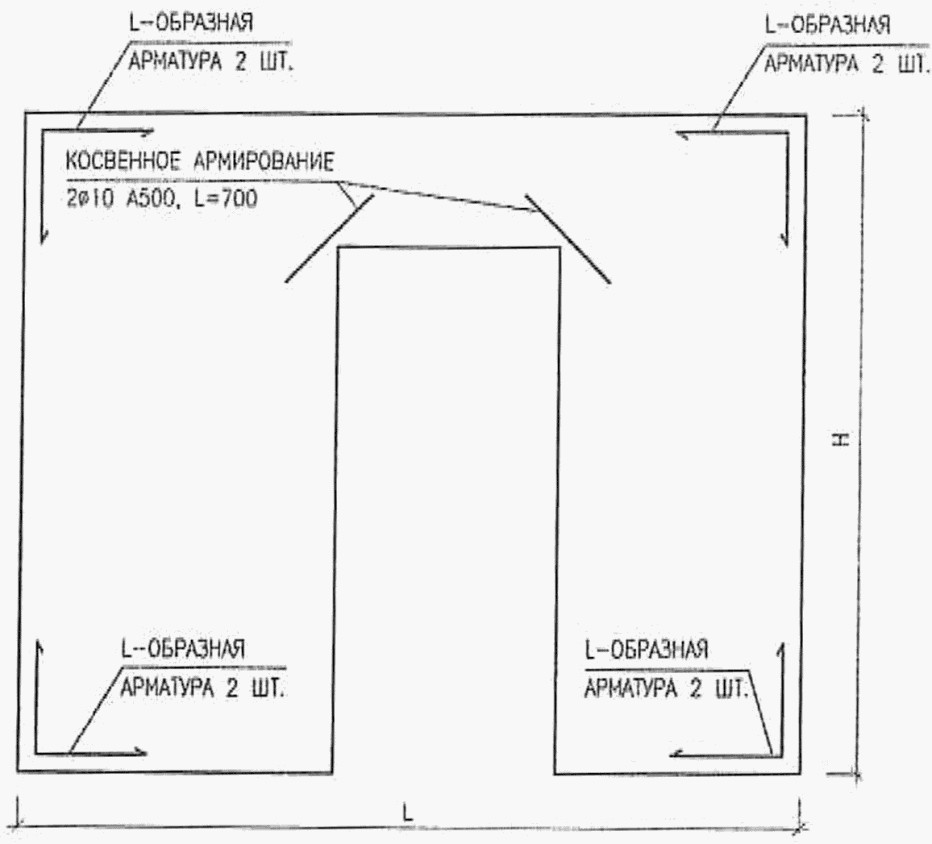 L-ОБРАЗНАЯ
АРМАТУРА 2 ШТ.
L-ОБРАЗНАЯ
АРМАТУРА 2 ШТ.
КОСВЕННОЕ АРМИРОВАНИЕ
2ø10 А500, L=700
H
L-ОБРАЗНАЯ
АРМАТУРА 2 ШТ.
L-ОБРАЗНАЯ
АРМАТУРА 2 ШТ.
L